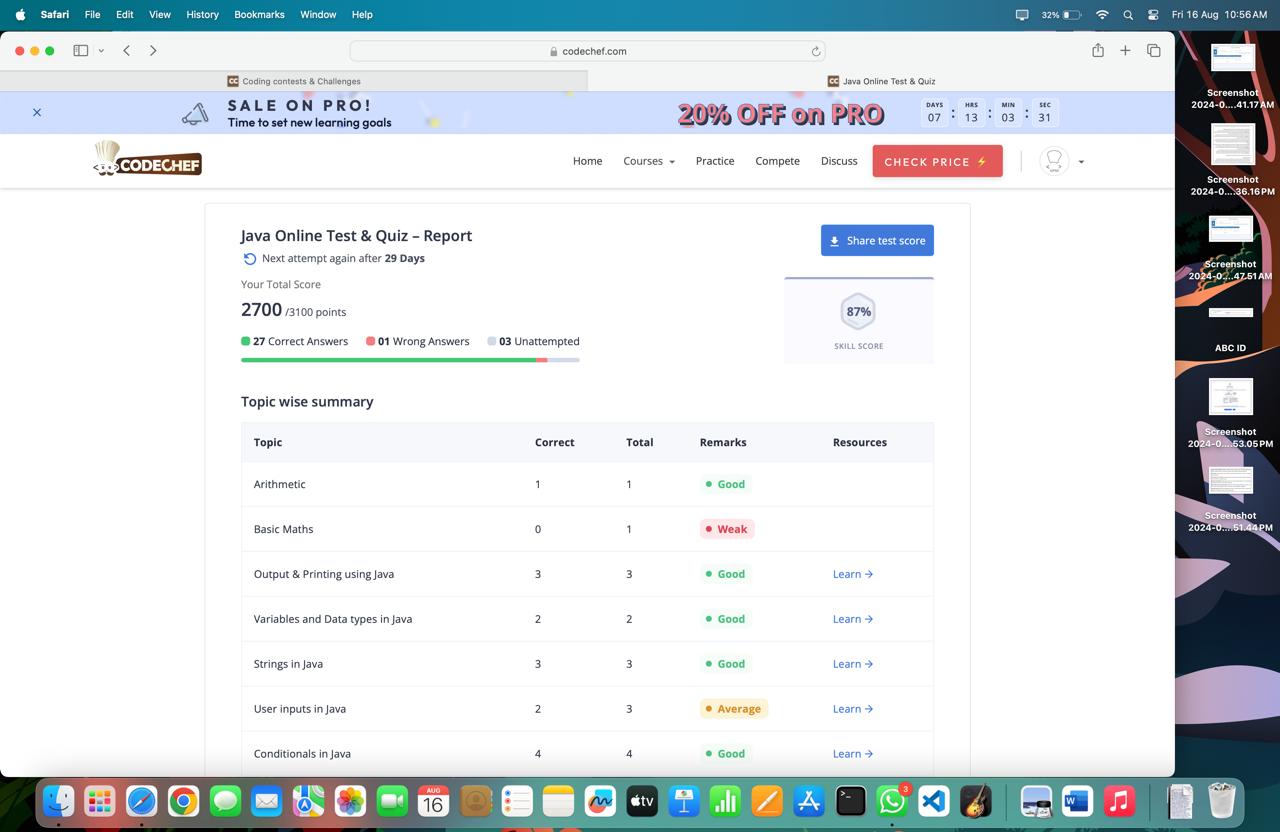 Safari File Edit View History Bookmarks Window Help 32% Fri 16 Aug 10:56 AM
codechef.com
CC Coding contests & Challenges
CC Java Online Test & Quiz
SALE ON PRO!
Time to set new learning goals
20% OFF on PRO
DAYS HRS MIN SEC
07 : 13 : 03 : 31
CODECHEF
Home Courses Practice Compete Discuss CHECK PRICE
Java Online Test & Quiz – Report
Share test score
Next attempt again after 29 Days
Your Total Score
2700 /3100 points
27 Correct Answers 01 Wrong Answers 03 Unattempted
87%
SKILL SCORE
Topic wise summary
Topic Correct Total Remarks Resources
Arithmetic 1 1 Good
Basic Maths 0 1 Weak
Output & Printing using Java 3 3 Good Learn →
Variables and Data types in Java 2 2 Good Learn →
Strings in Java 3 3 Good Learn →
User inputs in Java 2 3 Average Learn →
Conditionals in Java 4 4 Good Learn →
Screenshot
2024-0....41.17 AM
Screenshot
2024-0....36.16 PM
Screenshot
2024-0....47.51 AM
ABC ID
Screenshot
2024-0....53.05 PM
Screenshot
2024-0....51.44 PM
AUG
16
tv
3
W